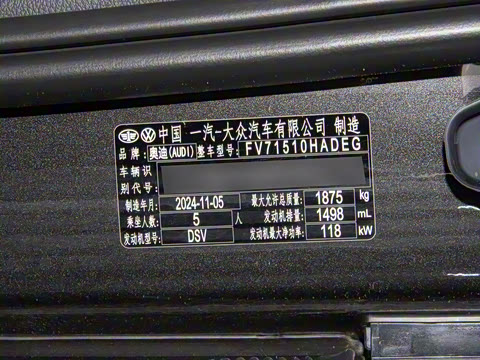 中国 一汽-大众汽车有限公司 制造
品牌: 奥迪(AUDI) 整车型号: FV71510HADEG
车辆识
别代号:
制造年月: 2024-11-05 最大允许总质量: 1875 kg
乘坐人数: 5 人 发动机排量: 1498 mL
发动机型号: DSV 发动机最大净功率: 118 kW